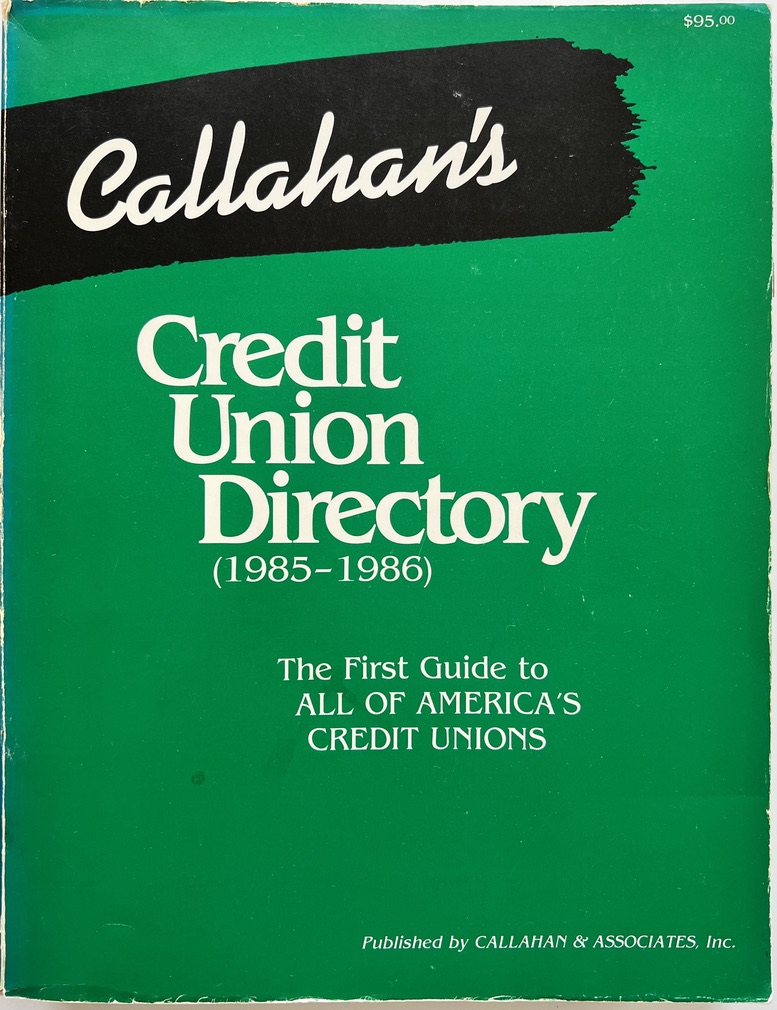 $95.00
Callahan's
Credit
Union
Directory
(1985-1986)
The First Guide to
ALL OF AMERICA'S
CREDIT UNIONS
Published by CALLAHAN & ASSOCIATES, Inc.